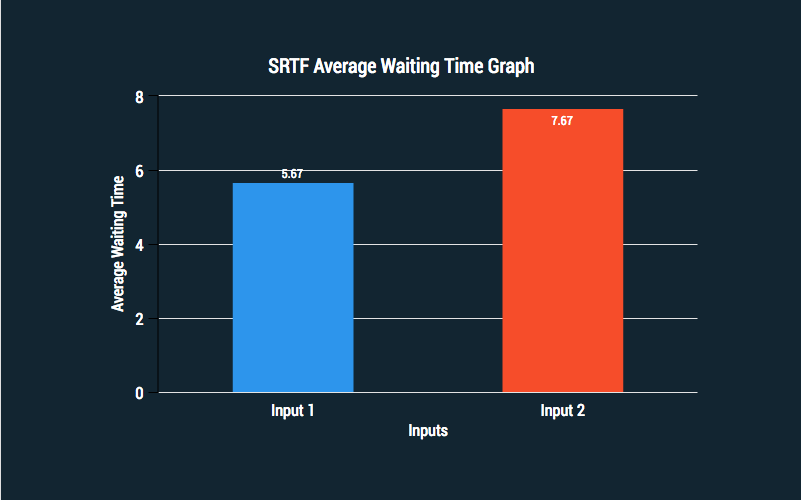 SRTF Average Waiting Time Graph
8
7.67
6
5.67
Average Waiting Time
4
2
0
Input 1
Input 2
Inputs